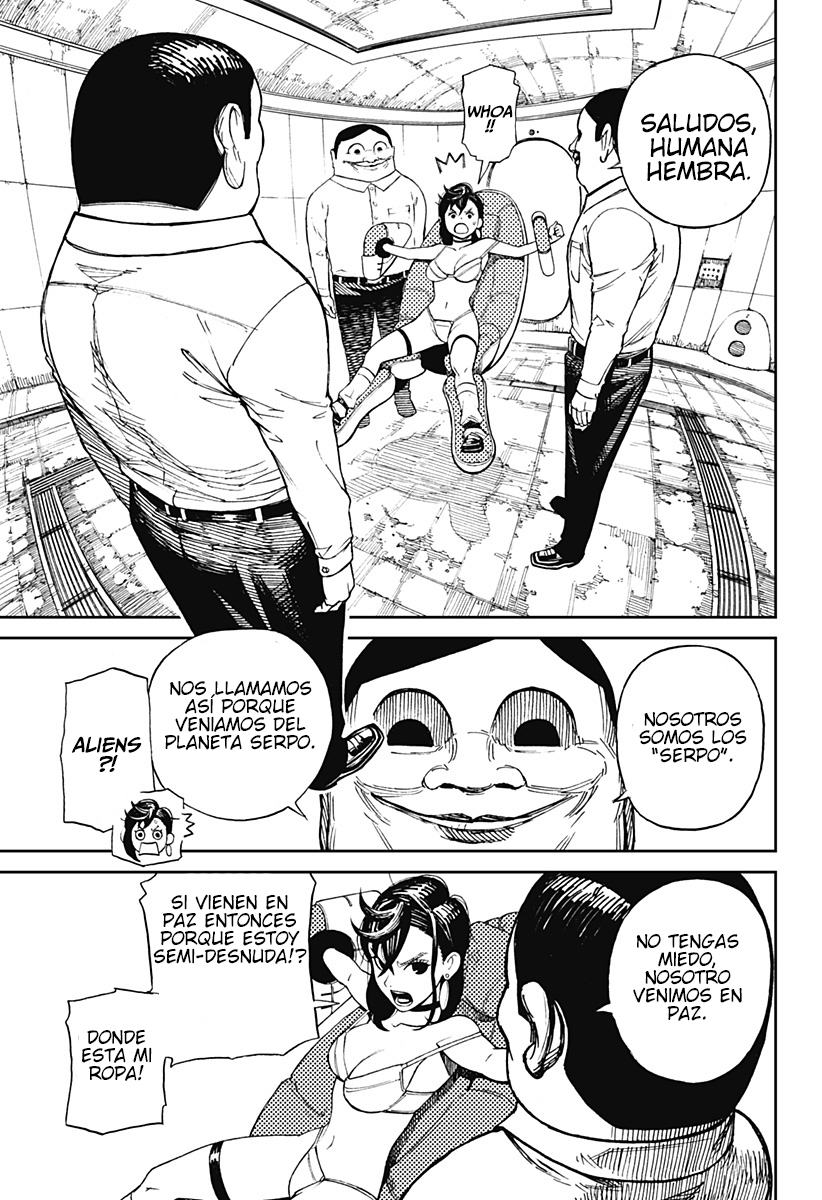 SALUDOS,
HUMANA
HEMBRA.
WHOA
!!
NOSOTROS
SOMOS LOS
"SERPO".
NOS LLAMAMOS
ASÍ PORQUE
VENIAMOS DEL
PLANETA SERPO.
ALIENS
?!
NO TENGAS
MIEDO,
NOSOTRO
VENIMOS EN
PAZ.
SI VIENEN EN
PAZ ENTONCES
PORQUE ESTOY
SEMI-DESNUDA!?
DONDE
ESTA MI
ROPA!